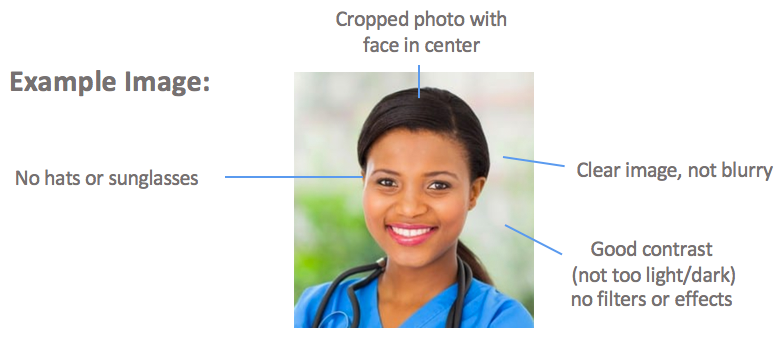 Cropped photo with
face in center
Example Image:
No hats or sunglasses
Clear image, not blurry
Good contrast
(not too light/dark)
no filters or effects